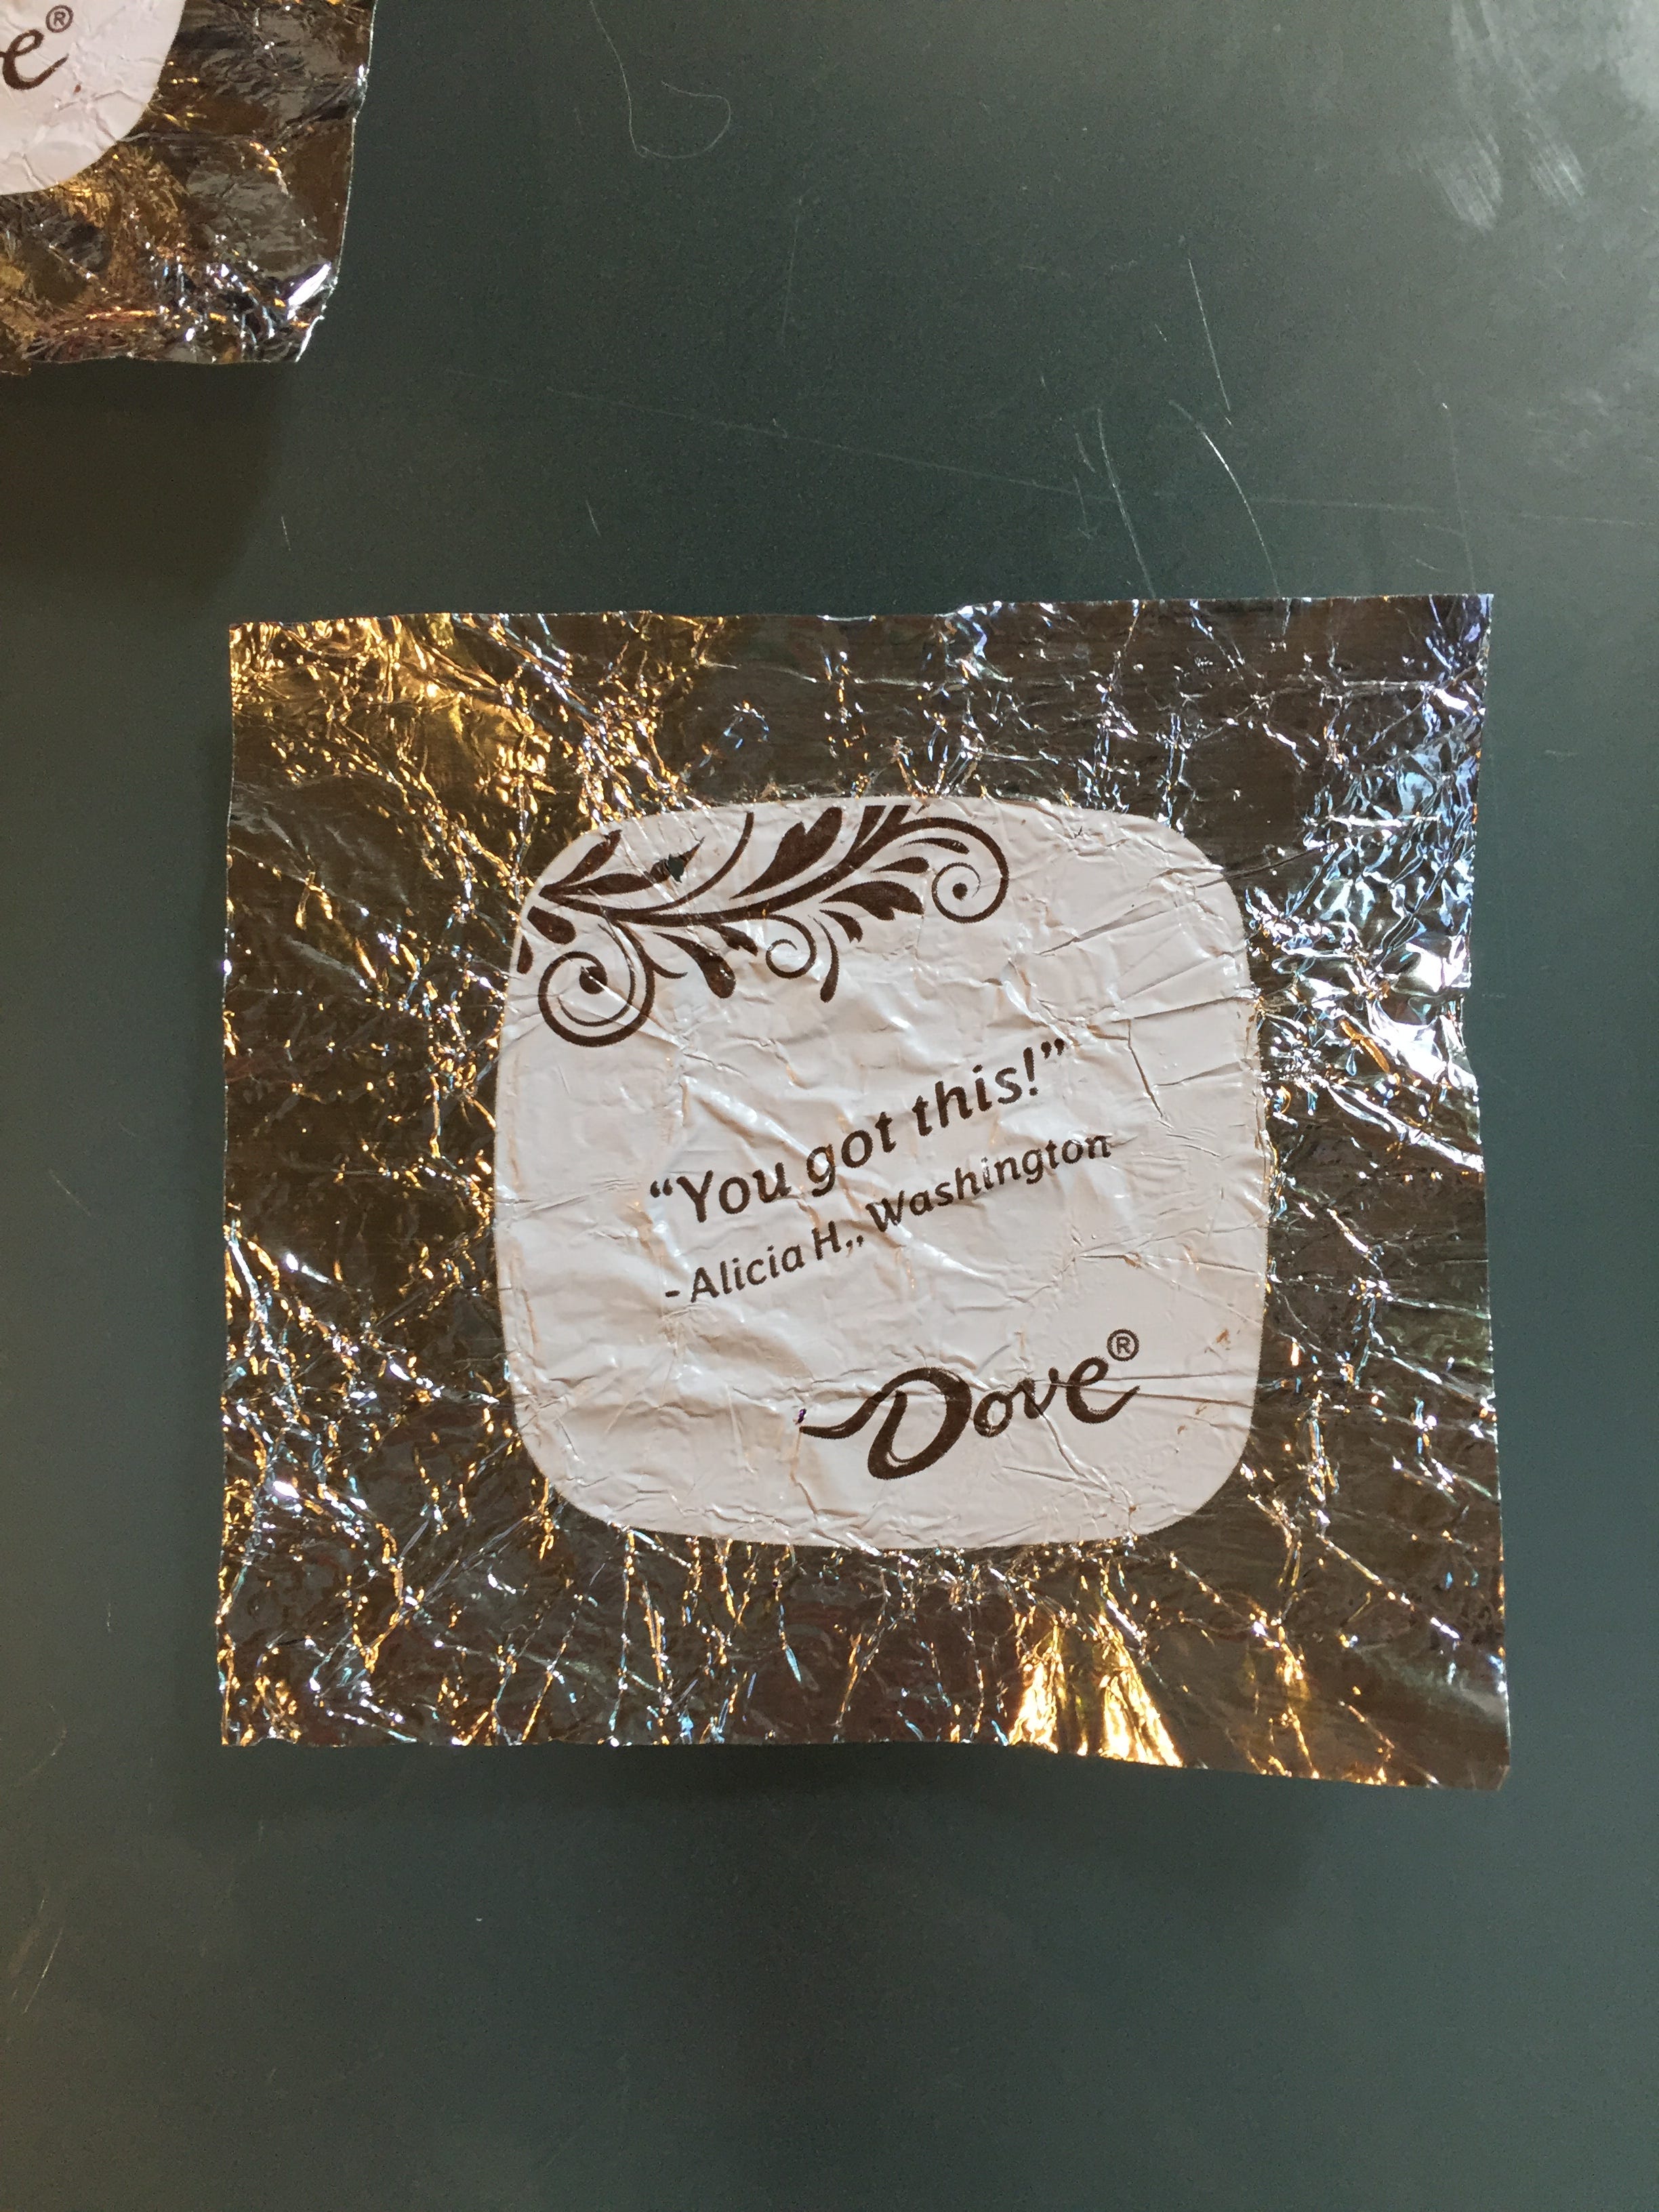 e®
“You got this!”
- Alicia H,, Washington
Dove®